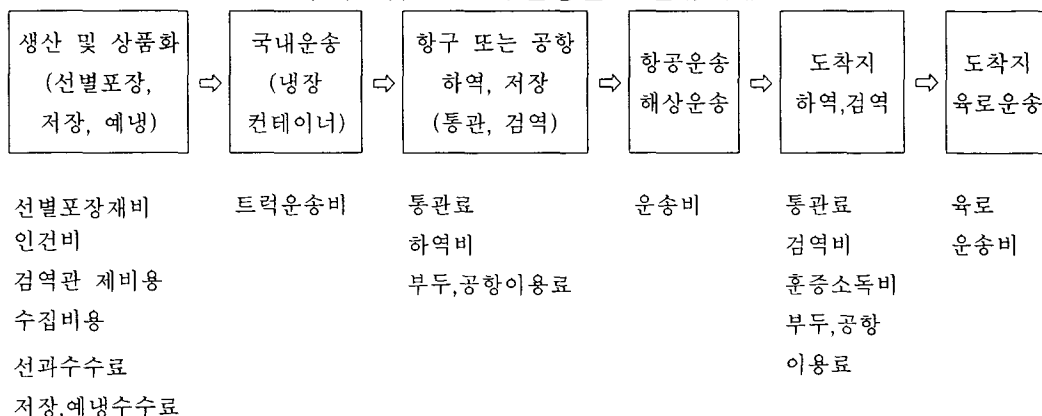 생산 및 상품화
(선별포장,
저장, 예냉)
국내운송
(냉장
컨테이너)
항구 또는 공항
하역, 저장
(통관, 검역)
항공운송
해상운송
도착지
하역,검역
도착지
육로운송
선별포장재비
인건비
검역관 제비용
수집비용
선과수수료
저장,예냉수수료
트럭운송비
통관료
하역비
부두,공항이용료
운송비
통관료
검역비
훈증소독비
부두,공항
이용료
육로
운송비